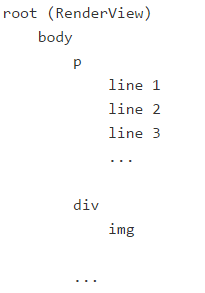 root (RenderView)
    body
        p
            line 1
            line 2
            line 3
            ...

        div
            img

        ...